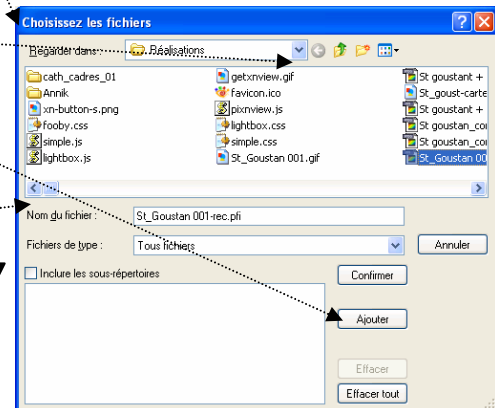 Choisissez les fichiers
Regarder dans : Réalisations
cath_cadres_01
Annik
xn-button-s.png
fooby.css
simple.js
lightbox.js
getxnview.gif
favicon.ico
pixnview.js
lightbox.css
simple.css
St_Goustan 001.gif
St goustant +
St_goust-carte
St goustant +
St goustan_co
St goustan_co
St_Goustan 00
Nom du fichier : St_Goustan 001-rec.pfi
Fichiers de type : Tous fichiers
Annuler
Inclure les sous-répertoires
Confirmer
Ajouter
Effacer
Effacer tout